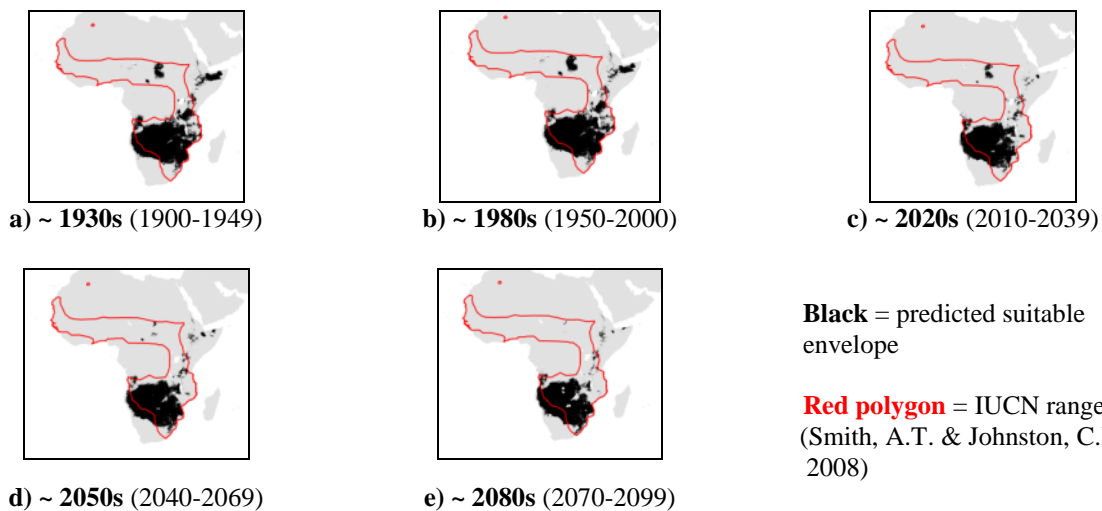 a) ~ 1930s (1900-1949)
b) ~ 1980s (1950-2000)
c) ~ 2020s (2010-2039)
Black = predicted suitable
envelope
Red polygon = IUCN range
(Smith, A.T. & Johnston, C.
2008)
d) ~ 2050s (2040-2069)
e) ~ 2080s (2070-2099)